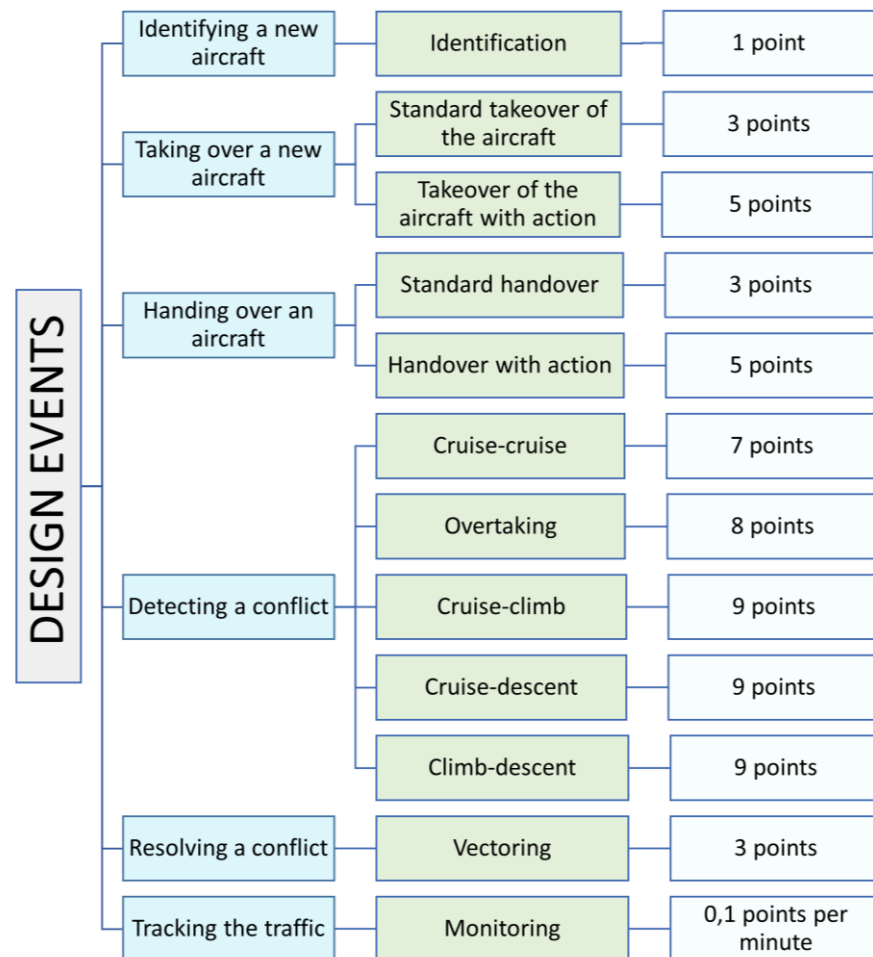 DESIGN EVENTS
Identifying a new
aircraft
Identification
1 point
Taking over a new
aircraft
Standard takeover of
the aircraft
3 points
Takeover of the
aircraft with action
5 points
Handing over an
aircraft
Standard handover
3 points
Handover with action
5 points
Detecting a conflict
Cruise-cruise
7 points
Overtaking
8 points
Cruise-climb
9 points
Cruise-descent
9 points
Climb-descent
9 points
Resolving a conflict
Vectoring
3 points
Tracking the traffic
Monitoring
0,1 points per
minute